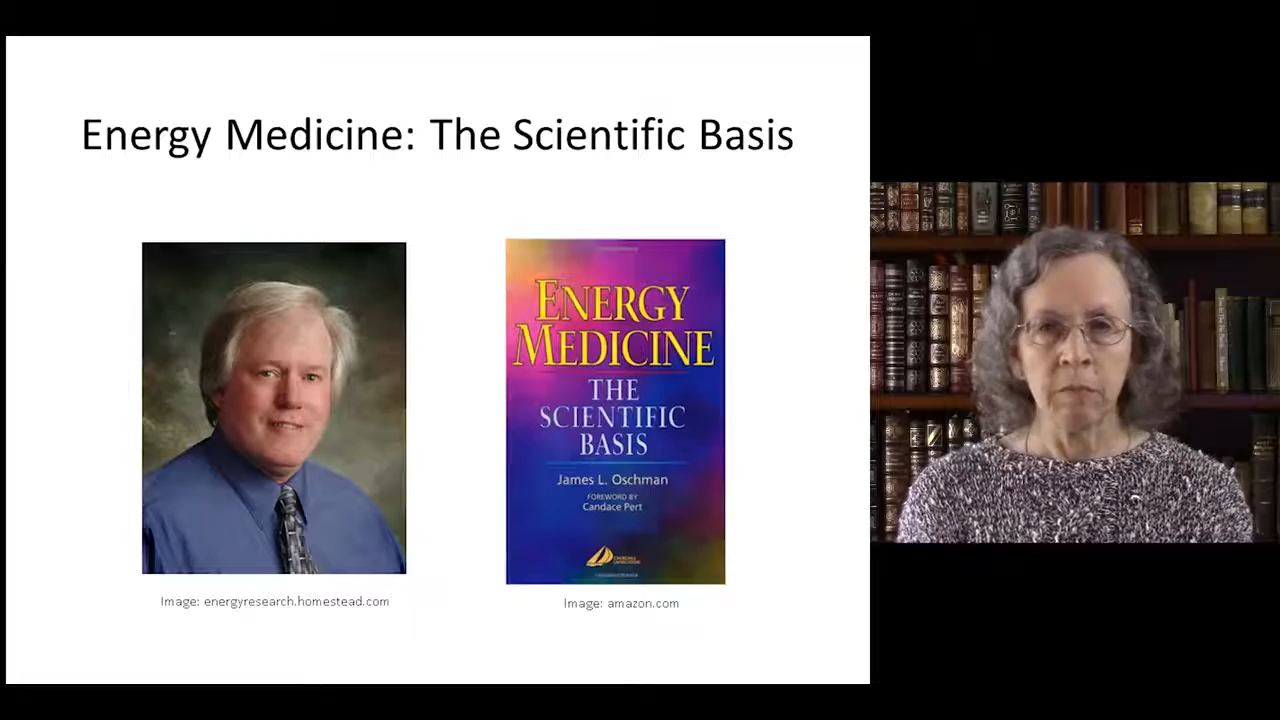 Energy Medicine: The Scientific Basis
ENERGY
MEDICINE
THE
SCIENTIFIC
BASIS
James L. Oschman
FOREWORD BY
Candace Pert
Image: energyresearch.homestead.com
Image: amazon.com